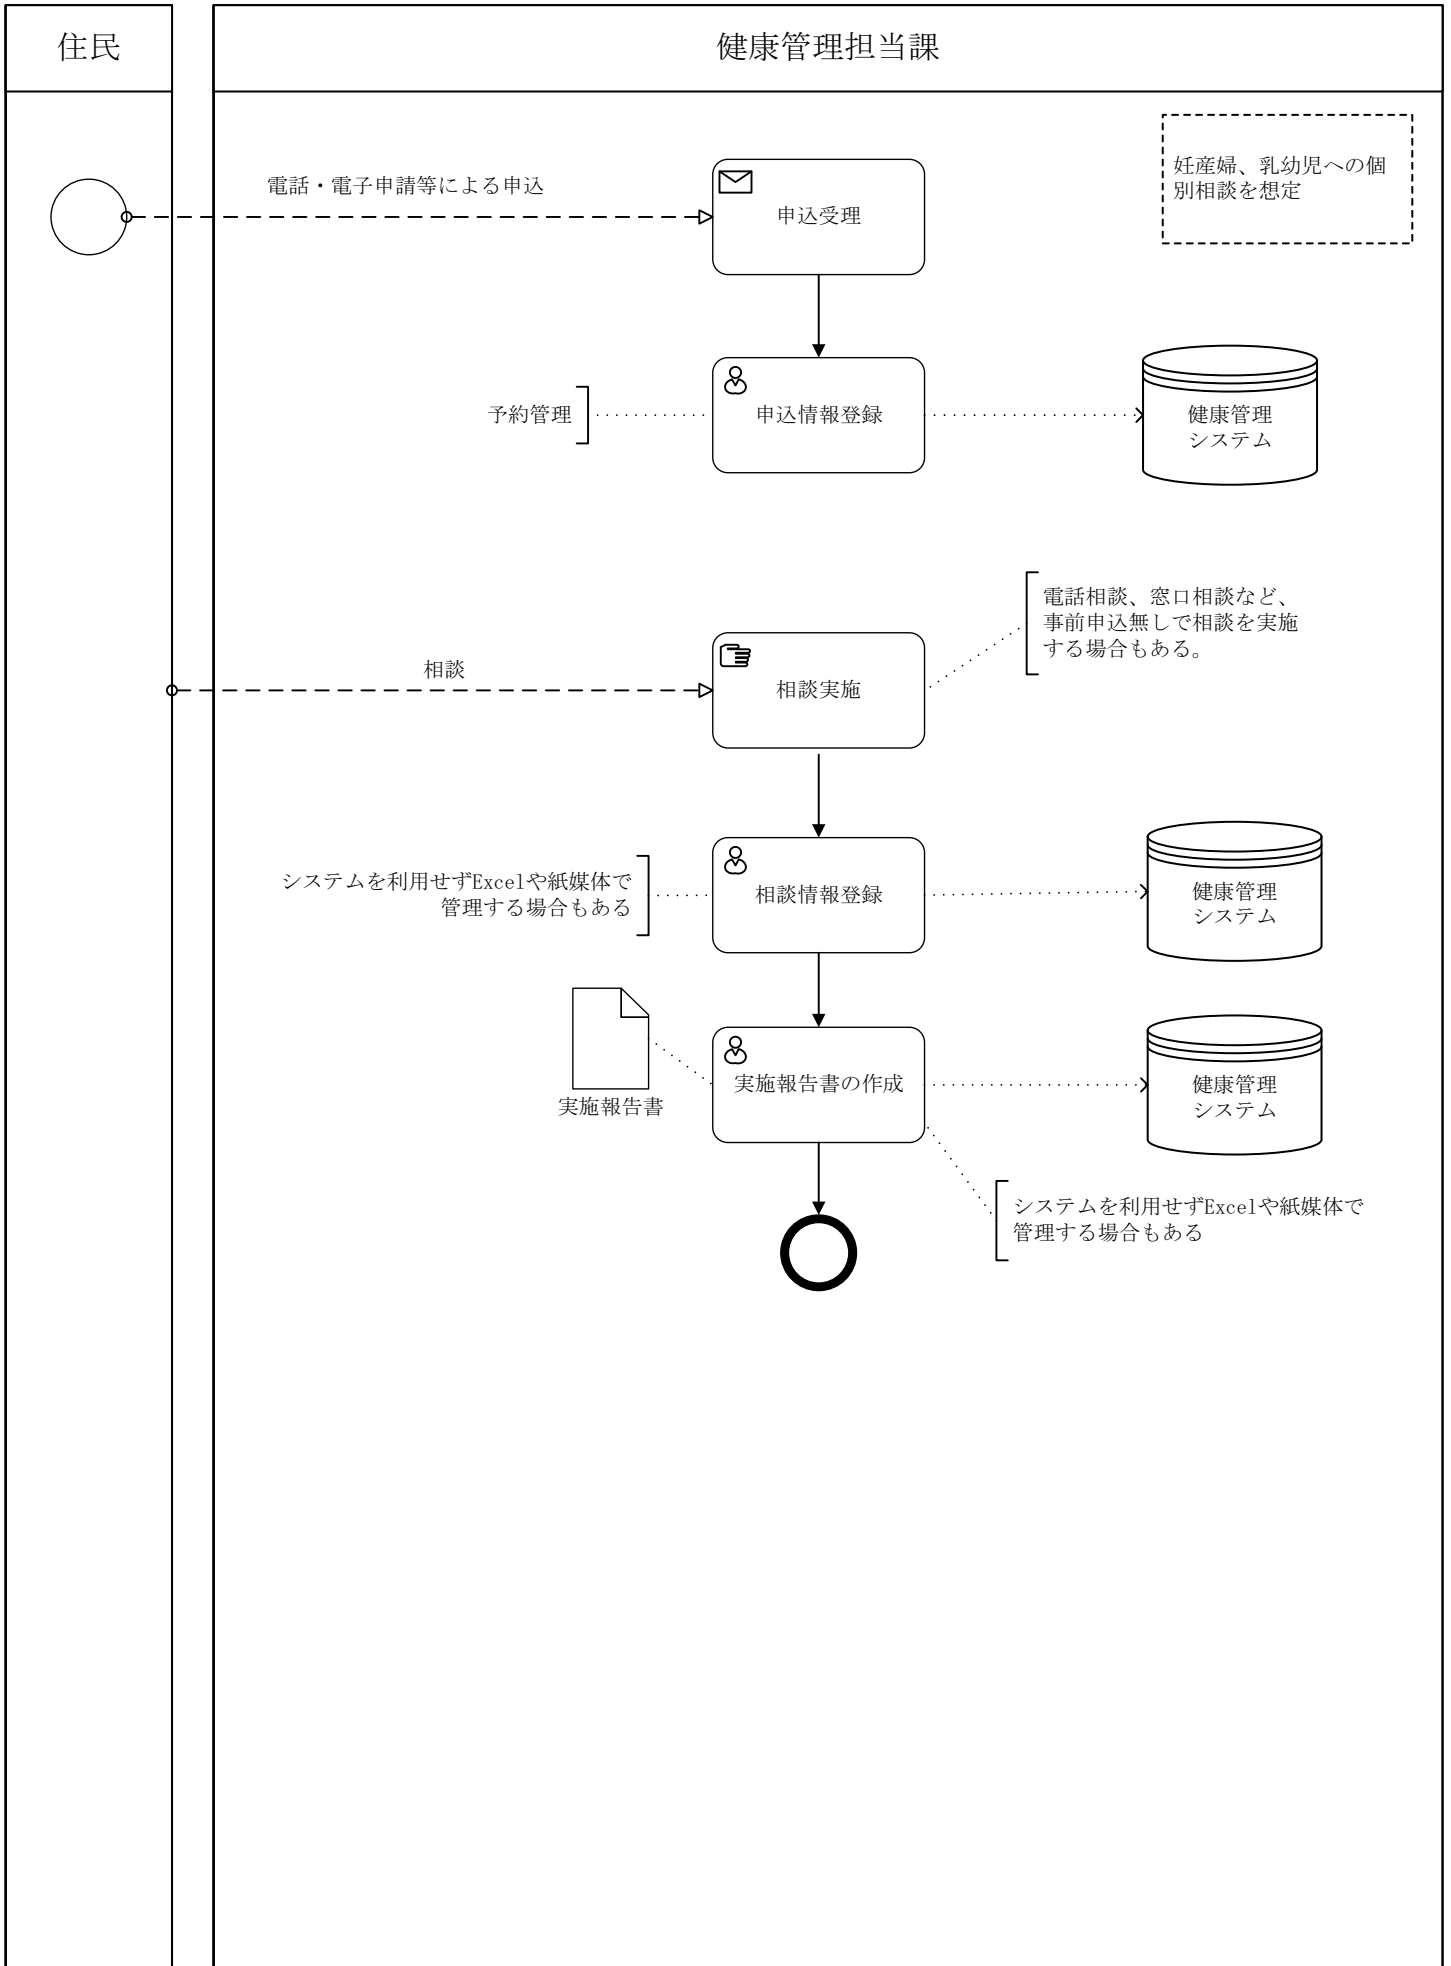 住民
健康管理担当課
妊産婦、乳幼児への個
別相談を想定
電話・電子申請等による申込
申込受理
予約管理
申込情報登録
健康管理
システム
電話相談、窓口相談など、
事前申込無しで相談を実施
する場合もある。
相談
相談実施
システムを利用せずExcelや紙媒体で
管理する場合もある
相談情報登録
健康管理
システム
実施報告書
実施報告書の作成
健康管理
システム
システムを利用せずExcelや紙媒体で
管理する場合もある